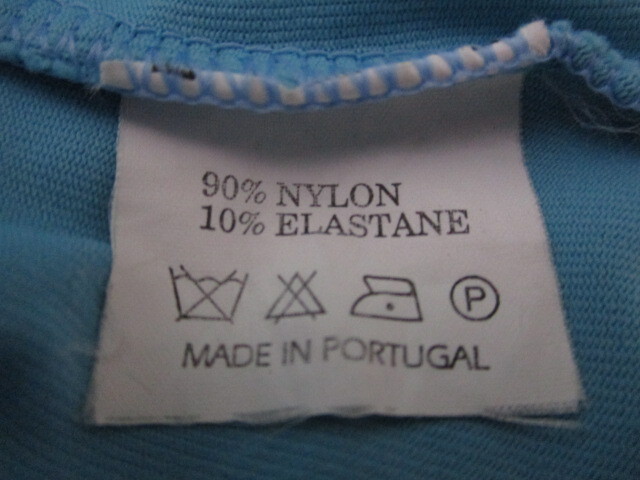 90% NYLON
10% ELASTANE
P
MADE IN PORTUGAL